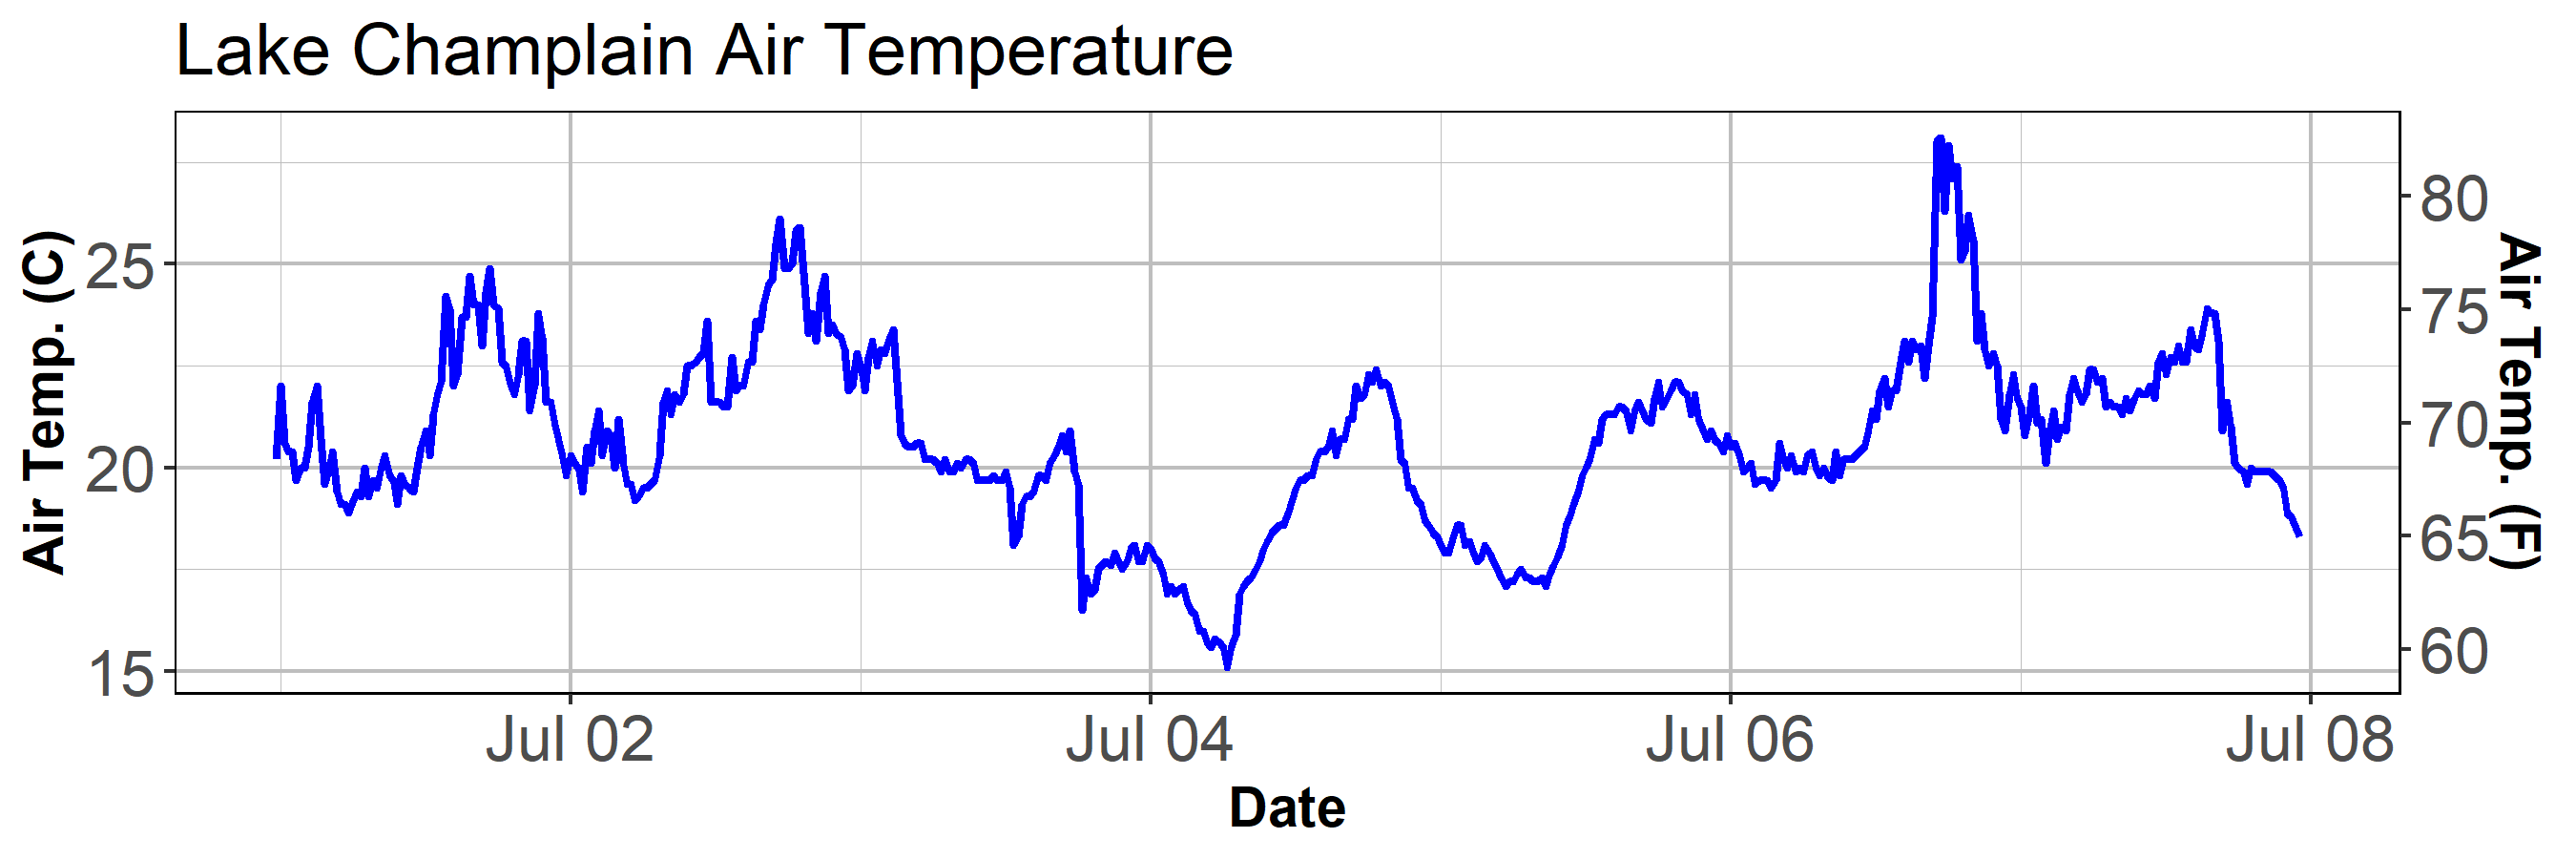 Lake Champlain Air Temperature
Air Temp. (C)
25
20
15
80
75
70
65
60
Air Temp. (F)
Jul 02
Jul 04
Jul 06
Jul 08
Date